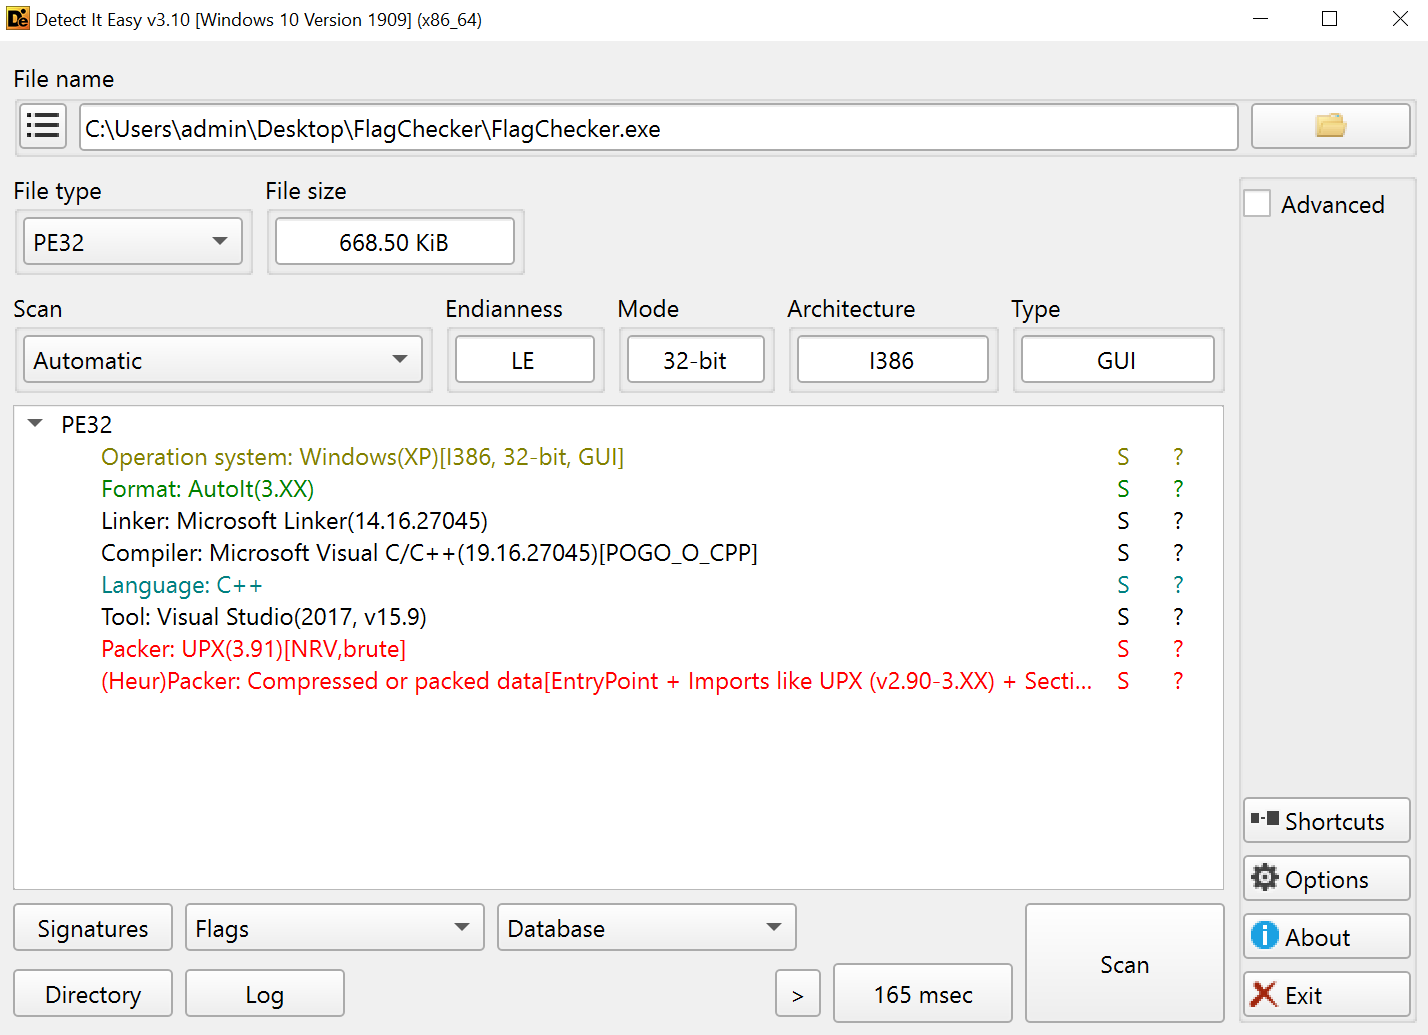 Detect It Easy v3.10 [Windows 10 Version 1909] (x86_64)
File name
C:\Users\admin\Desktop\FlagChecker\FlagChecker.exe
File type File size
PE32 668.50 KiB
Advanced
Scan Endianness Mode Architecture Type
Automatic LE 32-bit I386 GUI
PE32
Operation system: Windows(XP)[I386, 32-bit, GUI] S ?
Format: AutoIt(3.XX) S ?
Linker: Microsoft Linker(14.16.27045) S ?
Compiler: Microsoft Visual C/C++(19.16.27045)[POGO_O_CPP] S ?
Language: C++ S ?
Tool: Visual Studio(2017, v15.9) S ?
Packer: UPX(3.91)[NRV,brute] S ?
(Heur)Packer: Compressed or packed data[EntryPoint + Imports like UPX (v2.90-3.XX) + Secti... S ?
Shortcuts
Options
About
Exit
Signatures Flags Database Scan
Directory Log > 165 msec